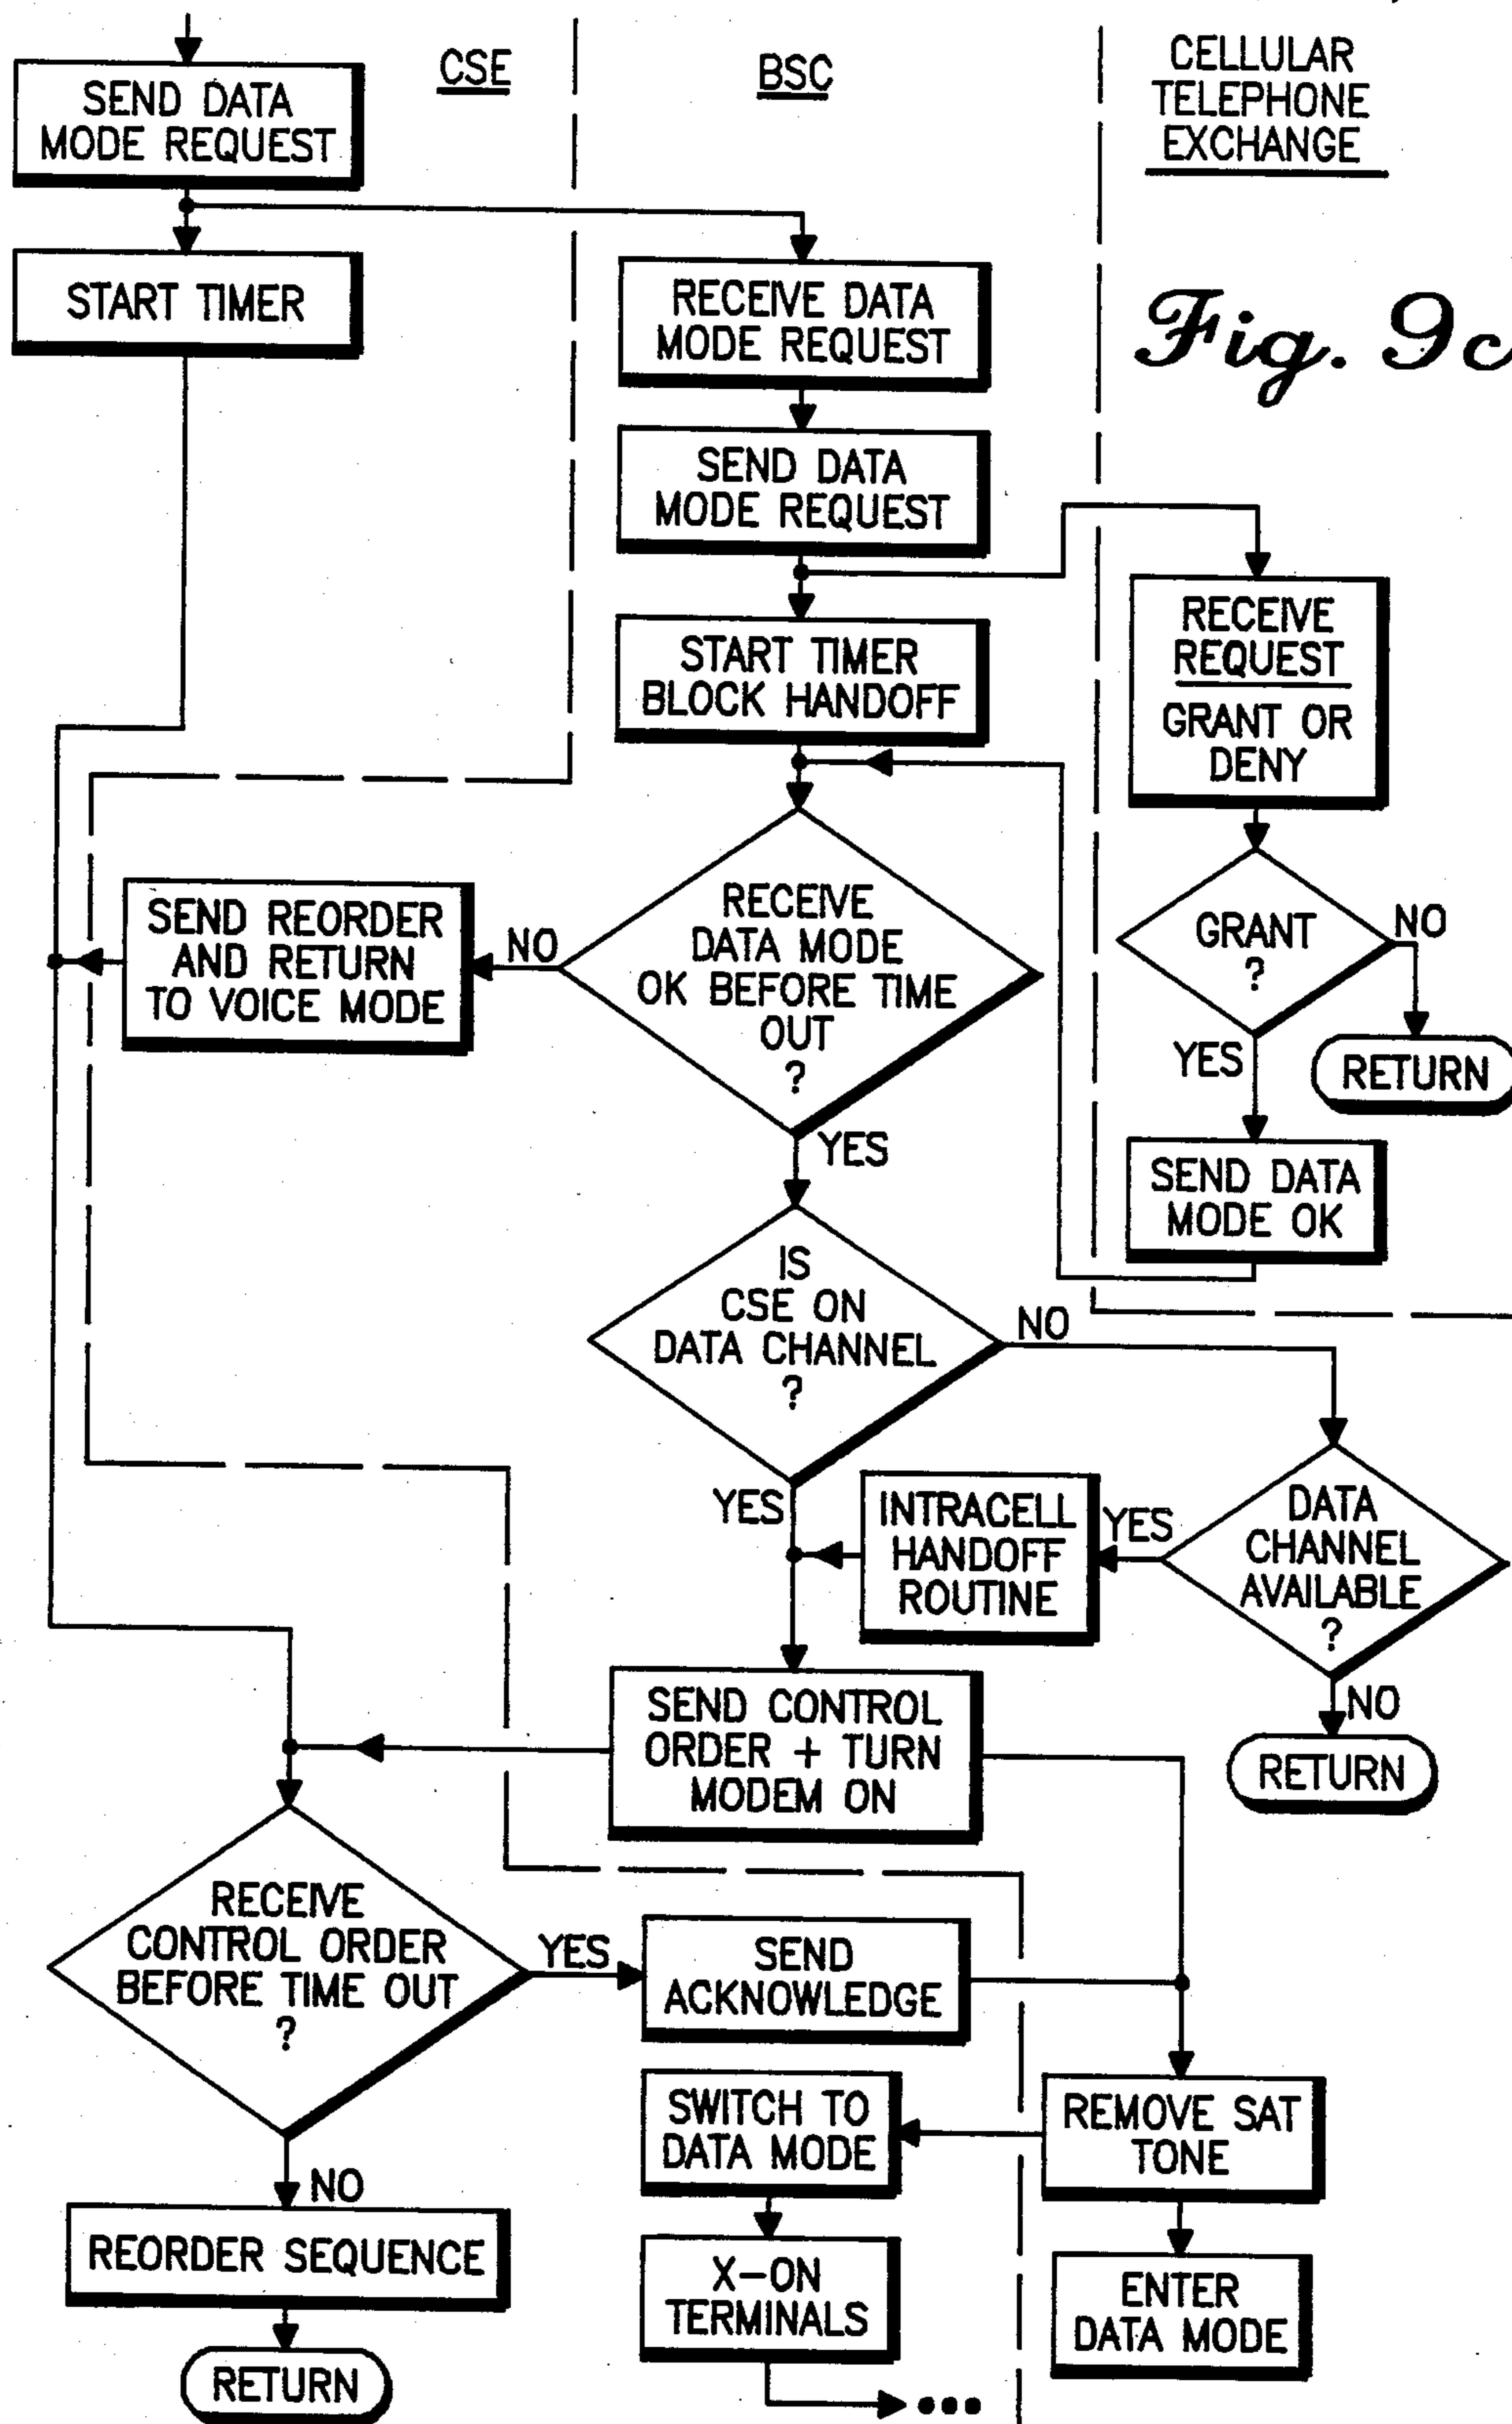 CSE
BSC
CELLULAR
TELEPHONE
EXCHANGE
Fig. 9c
SEND DATA
MODE REQUEST
START TIMER
RECEIVE DATA
MODE REQUEST
SEND DATA
MODE REQUEST
START TIMER
BLOCK HANDOFF
RECEIVE
REQUEST
GRANT OR
DENY
GRANT
?
NO
RETURN
YES
SEND DATA
MODE OK
RECEIVE
DATA MODE
OK BEFORE TIME
OUT
?
NO
SEND REORDER
AND RETURN
TO VOICE MODE
YES
IS
CSE ON
DATA CHANNEL
?
NO
YES
DATA
CHANNEL
AVAILABLE
?
YES
INTRACELL
HANDOFF
ROUTINE
NO
RETURN
SEND CONTROL
ORDER + TURN
MODEM ON
RECEIVE
CONTROL ORDER
BEFORE TIME OUT
?
YES
SEND
ACKNOWLEDGE
NO
REORDER SEQUENCE
RETURN
REMOVE SAT
TONE
SWITCH TO
DATA MODE
X-ON
TERMINALS
ENTER
DATA MODE